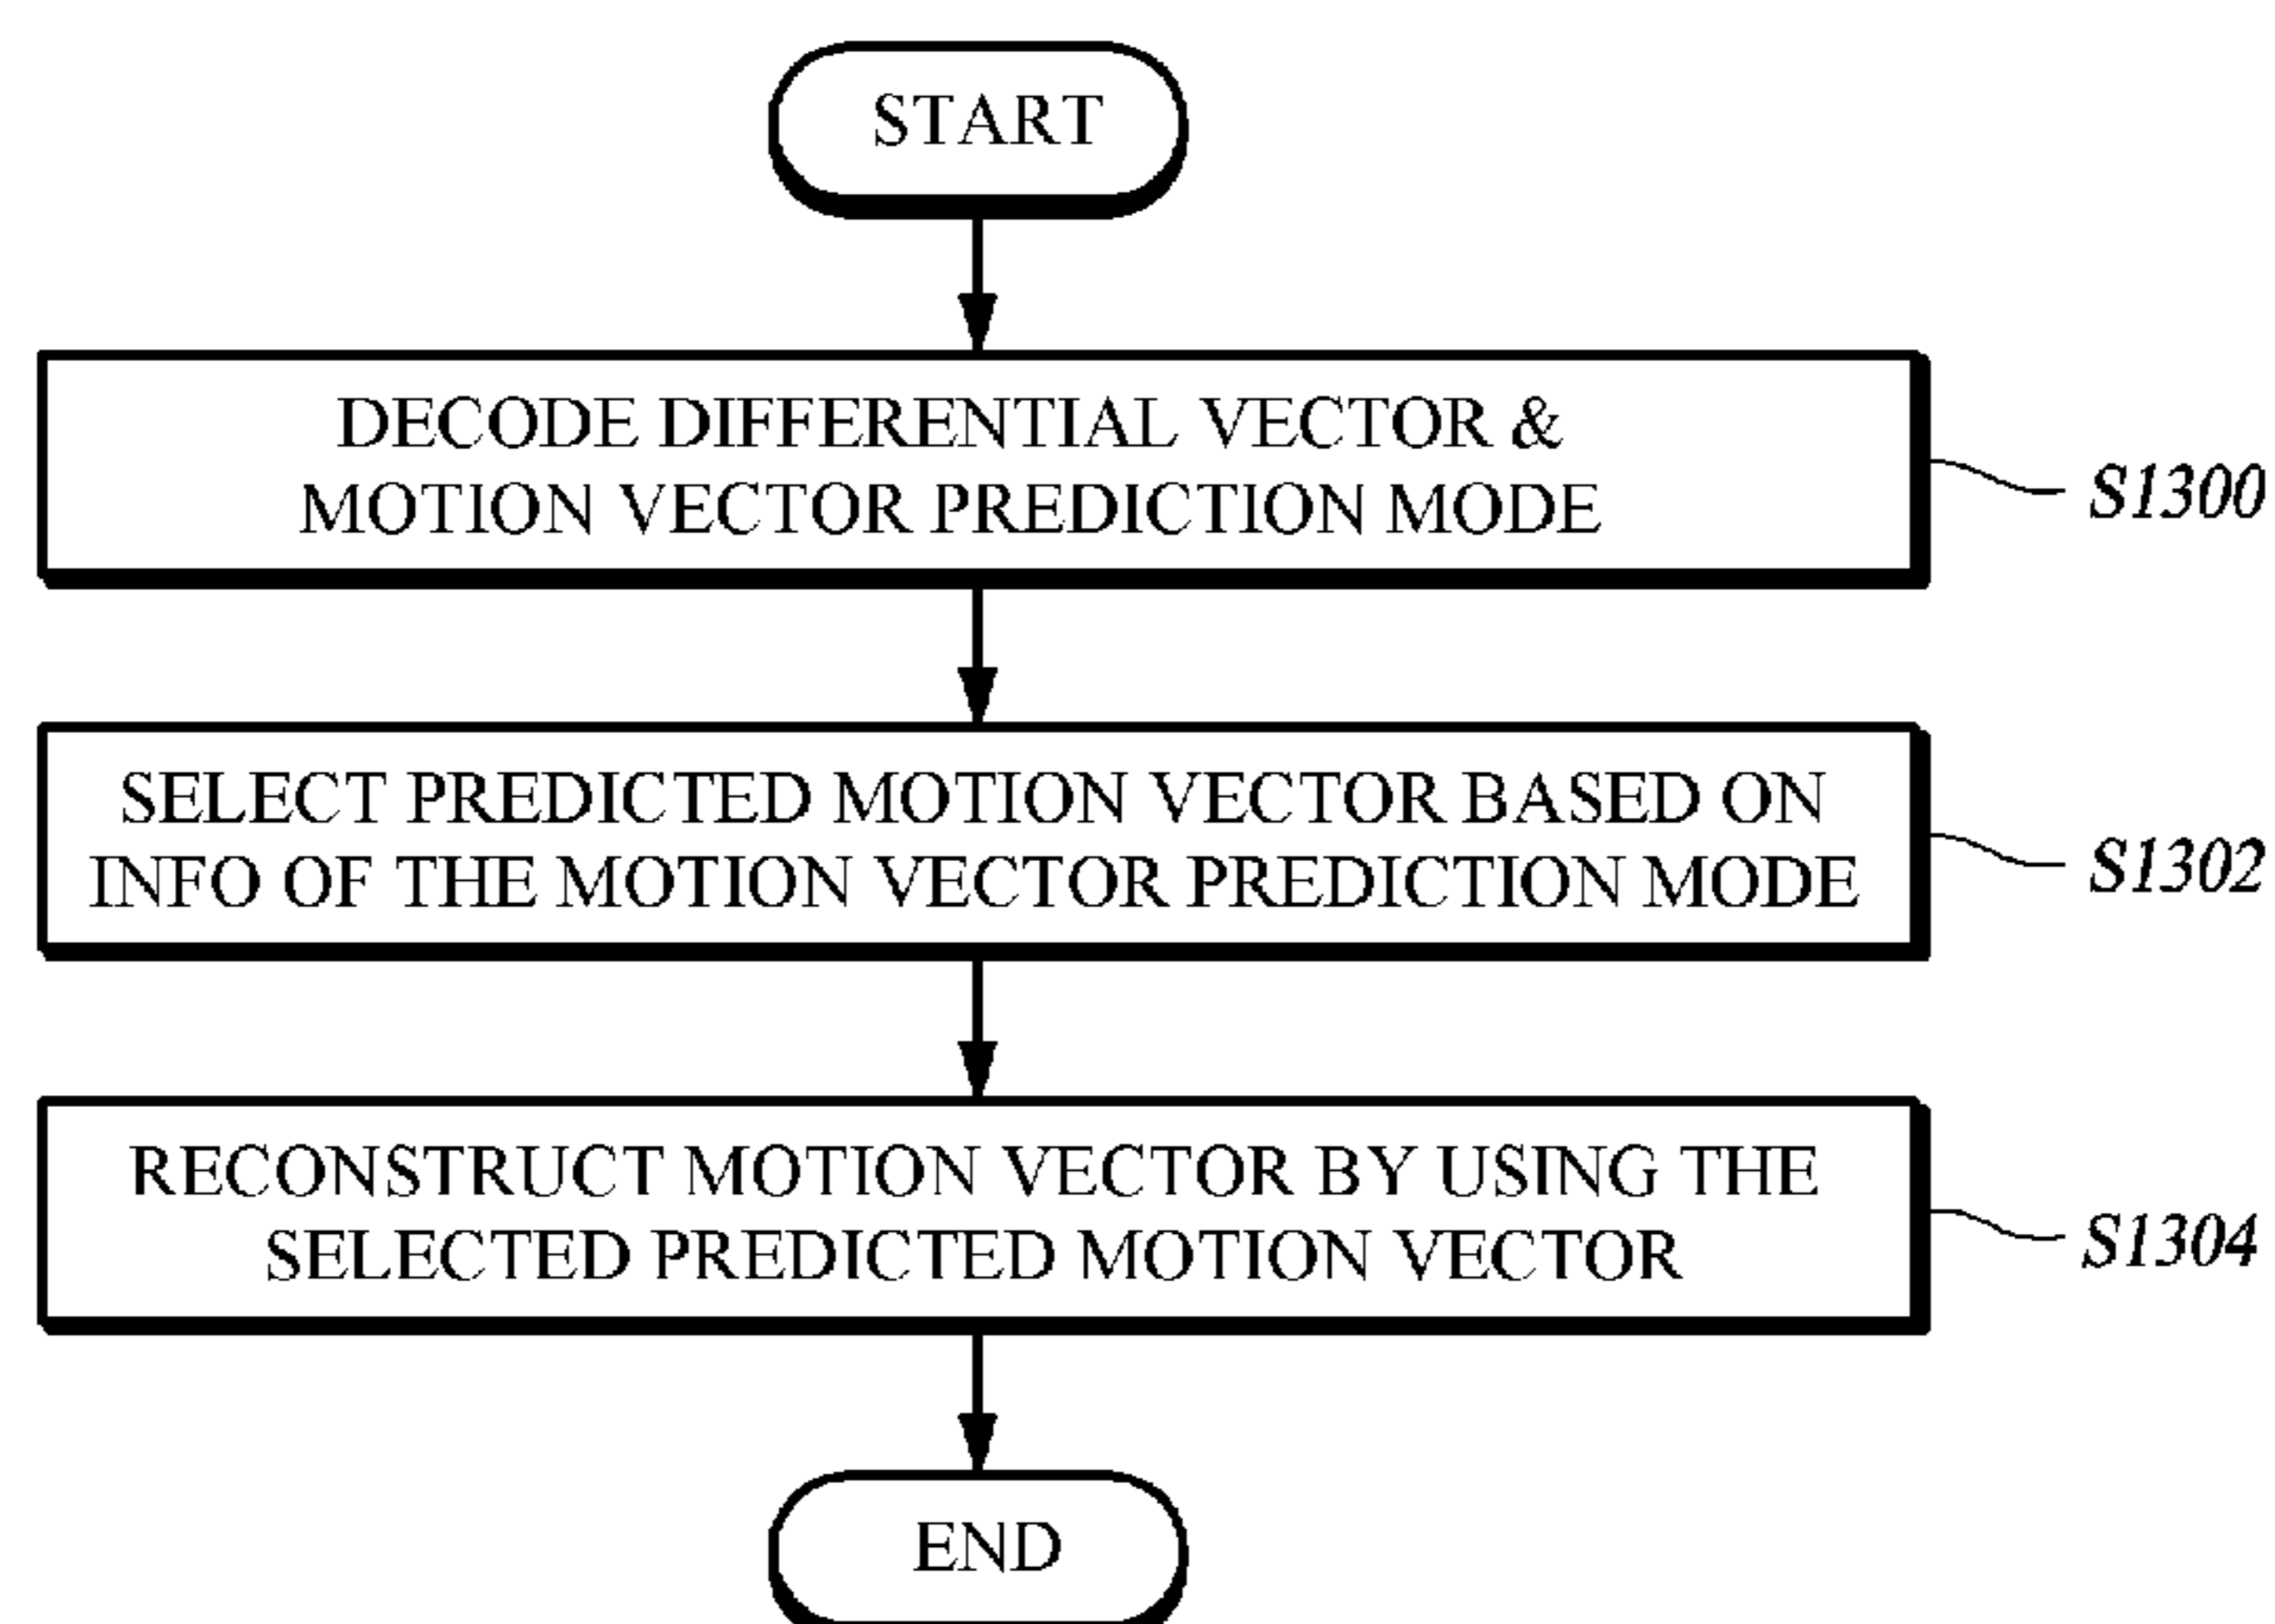 START
DECODE DIFFERENTIAL VECTOR &
MOTION VECTOR PREDICTION MODE
S1300
SELECT PREDICTED MOTION VECTOR BASED ON
INFO OF THE MOTION VECTOR PREDICTION MODE
S1302
RECONSTRUCT MOTION VECTOR BY USING THE
SELECTED PREDICTED MOTION VECTOR
S1304
END